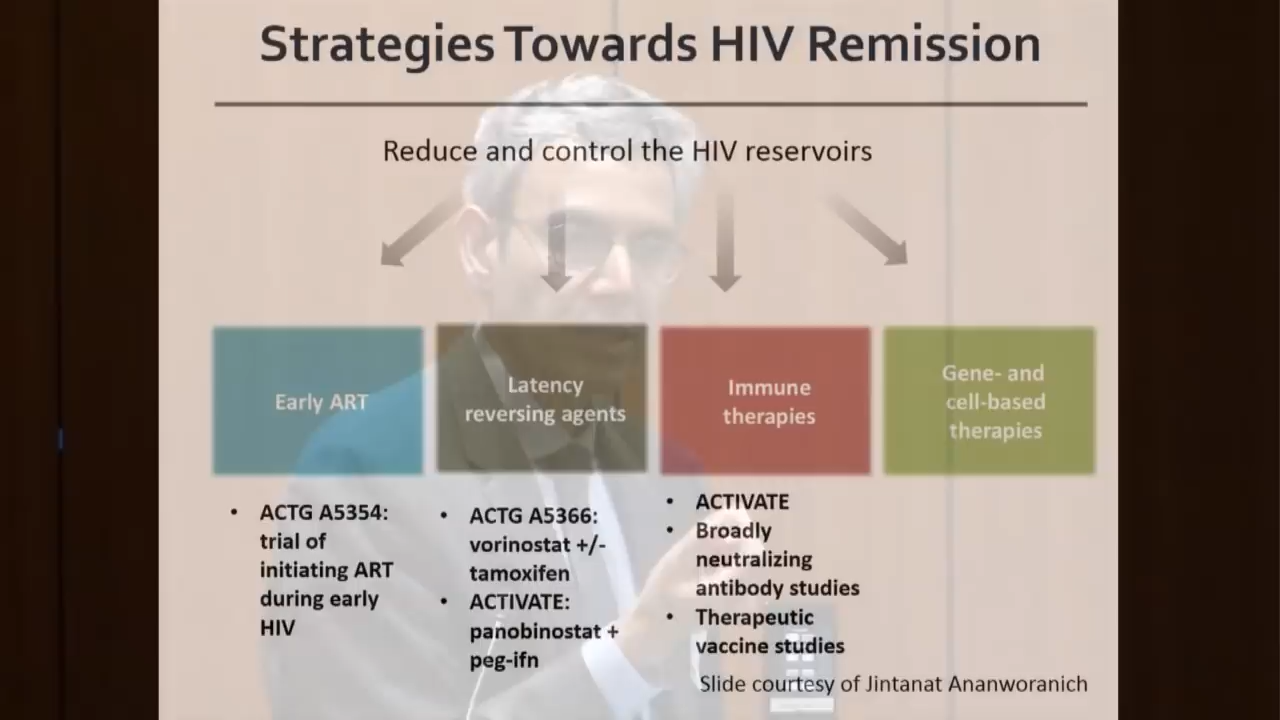 Strategies Towards HIV Remission
Reduce and control the HIV reservoirs
Early ART
Latency
reversing agents
Immune
therapies
Gene- and
cell-based
therapies
• ACTG A5354:
trial of
initiating ART
during early
HIV
• ACTG A5366:
vorinostat +/-
tamoxifen
• ACTIVATE:
panobinostat +
peg-ifn
• ACTIVATE
• Broadly
neutralizing
antibody studies
• Therapeutic
vaccine studies
Slide courtesy of Jintanat Ananworanich